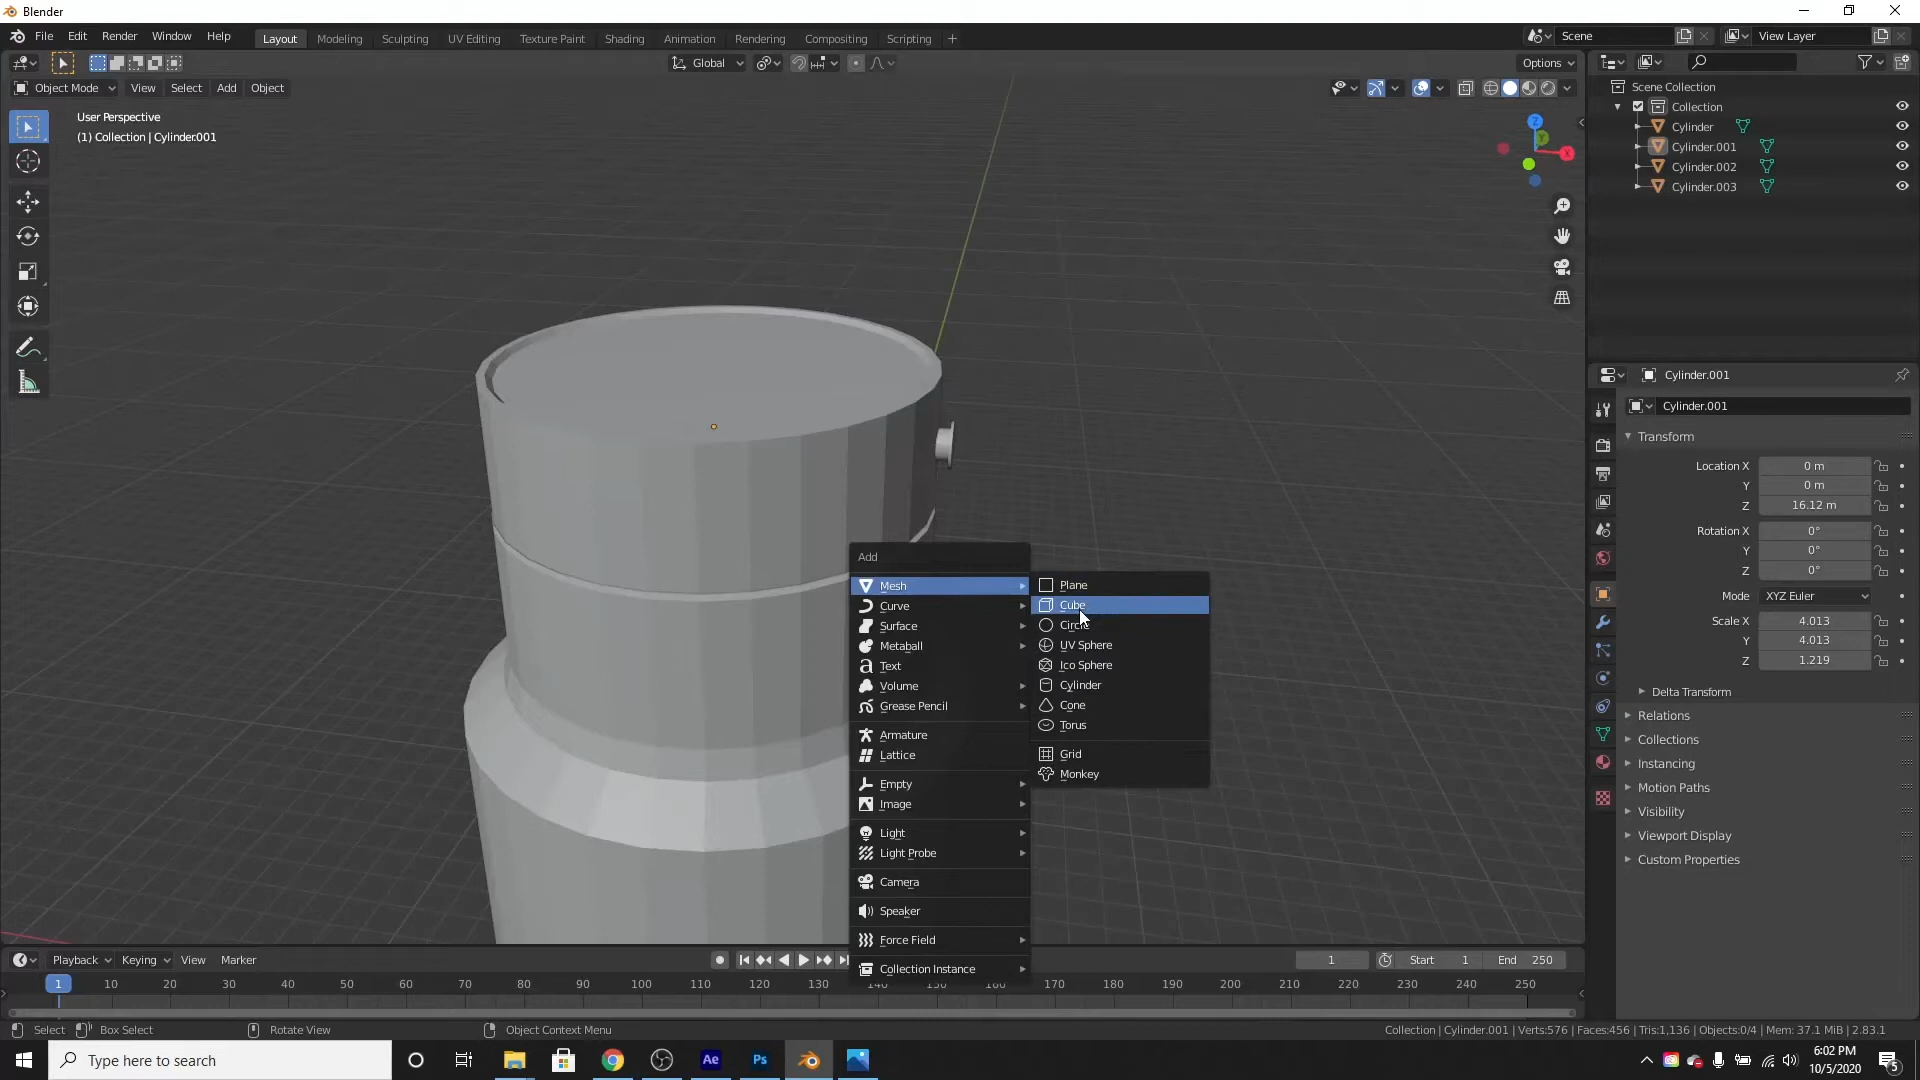 Blender
File Edit Render Window Help
Layout Modeling Sculpting UV Editing Texture Paint Shading Animation Rendering Compositing Scripting
Scene
View Layer
Global
Options
Object Mode View Select Add Object
User Perspective
(1) Collection | Cylinder.001
Z
Y
X
Scene Collection
Collection
Cylinder
Cylinder.001
Cylinder.002
Cylinder.003
Cylinder.001
Cylinder.001
Transform
Location X 0 m
Y 0 m
Z 16.12 m
Rotation X 0°
Y 0°
Z 0°
Mode XYZ Euler
Scale X 4.013
Y 4.013
Z 1.219
Delta Transform
Relations
Collections
Instancing
Motion Paths
Visibility
Viewport Display
Custom Properties
Add
Mesh
Curve
Surface
Metaball
Text
Volume
Grease Pencil
Armature
Lattice
Empty
Image
Light
Light Probe
Camera
Speaker
Force Field
Collection Instance
Plane
Cube
Circle
UV Sphere
Ico Sphere
Cylinder
Cone
Torus
Grid
Monkey
Playback Keying View Marker
1 Start 1 End 250
1 10 20 30 40 50 60 70 80 90 100 110 120 130 140 150 160 170 180 190 200 210 220 230 240 250
Select Box Select Rotate View Object Context Menu
Collection | Cylinder.001 | Verts:576 | Faces:456 | Tris:1,136 | Objects:0/4 | Mem: 37.1 MiB | 2.83.1
Type here to search
Ae
Ps
6:02 PM
10/5/2020
5